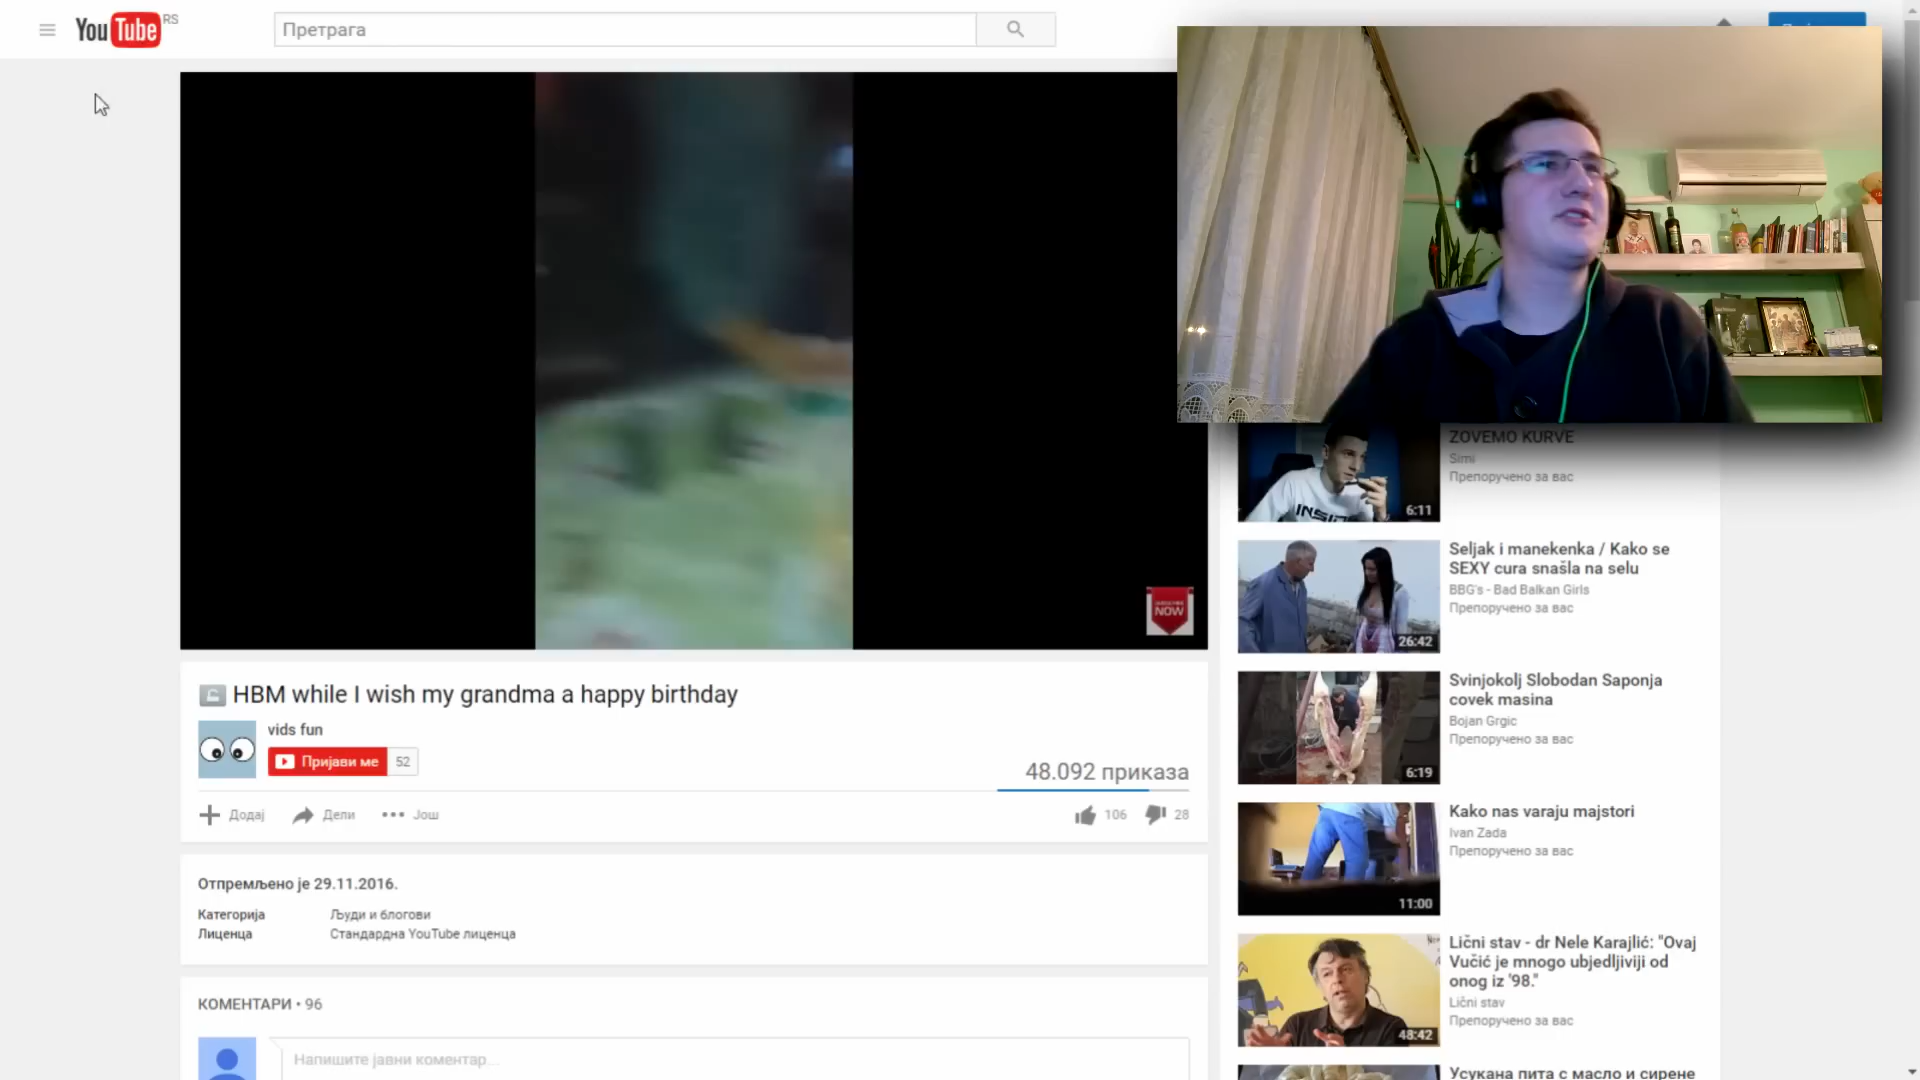 YouTube RS
Претрага
NOW
HBM while I wish my grandma a happy birthday
vids fun
Пријави ме 52
48.092 приказа
Додај Дели Још 106 28
Отпремљено је 29.11.2016.
Категорија Људи и блогови
Лиценца Стандардна YouTube лиценца
КОМЕНТАРИ • 96
Напишите јавни коментар...
ZOVEMO KURVE
Simi
Препоручено за вас
6:11
Seljak i manekenka / Kako se
SEXY cura snašla na selu
BBG's - Bad Balkan Girls
Препоручено за вас
26:42
Svinjokolj Slobodan Saponja
covek masina
Bojan Grgic
Препоручено за вас
6:19
Kako nas varaju majstori
Ivan Zada
Препоручено за вас
11:00
Lični stav - dr Nele Karajlić: "Ovaj
Vučić je mnogo ubjedljiviji od
onog iz '98."
Lični stav
Препоручено за вас
48:42
Усукана пита с масло и сирене